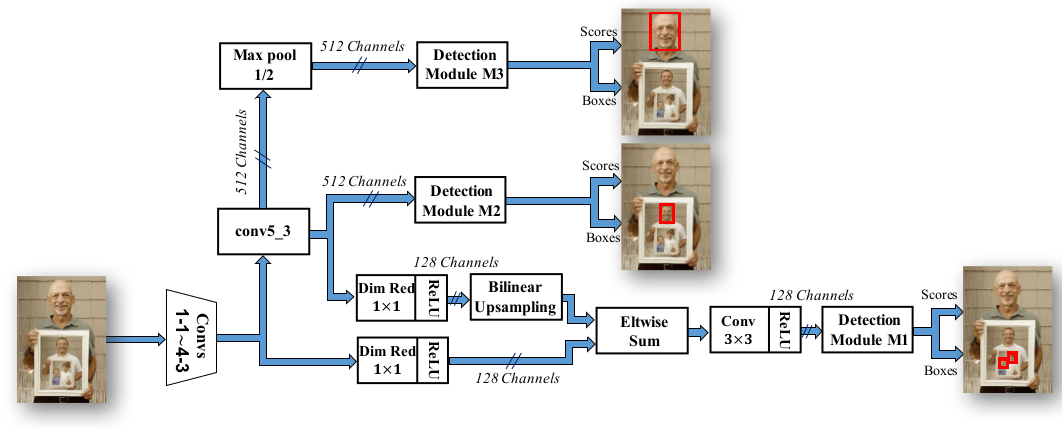 512 Channels
Max pool
1/2
Detection
Module M3
Scores
Boxes
512 Channels
512 Channels
Detection
Module M2
Scores
Boxes
conv5_3
128 Channels
Dim Red
1×1
ReLU
Bilinear
Upsampling
Convs
1-1~4-3
Dim Red
1×1
ReLU
128 Channels
Eltwise
Sum
Conv
3×3
ReLU
128 Channels
Detection
Module M1
Scores
Boxes